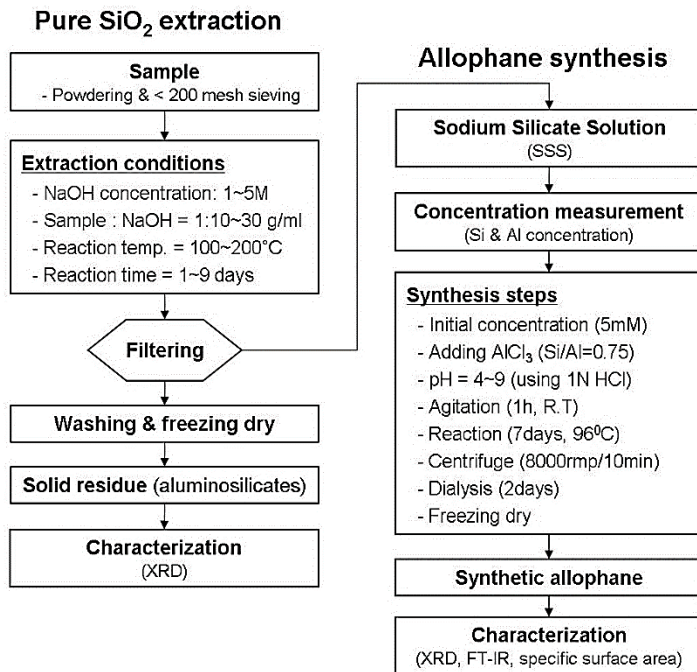 Pure SiO₂ extraction
Sample
- Powdering & < 200 mesh sieving
Extraction conditions
- NaOH concentration: 1~5M
- Sample : NaOH = 1:10~30 g/ml
- Reaction temp. = 100~200°C
- Reaction time = 1~9 days
Filtering
Washing & freezing dry
Solid residue (aluminosilicates)
Characterization
(XRD)
Allophane synthesis
Sodium Silicate Solution
(SSS)
Concentration measurement
(Si & Al concentration)
Synthesis steps
- Initial concentration (5mM)
- Adding AlCl₃ (Si/Al=0.75)
- pH = 4~9 (using 1N HCl)
- Agitation (1h, R.T)
- Reaction (7days, 96⁰C)
- Centrifuge (8000rmp/10min)
- Dialysis (2days)
- Freezing dry
Synthetic allophane
Characterization
(XRD, FT-IR, specific surface area)